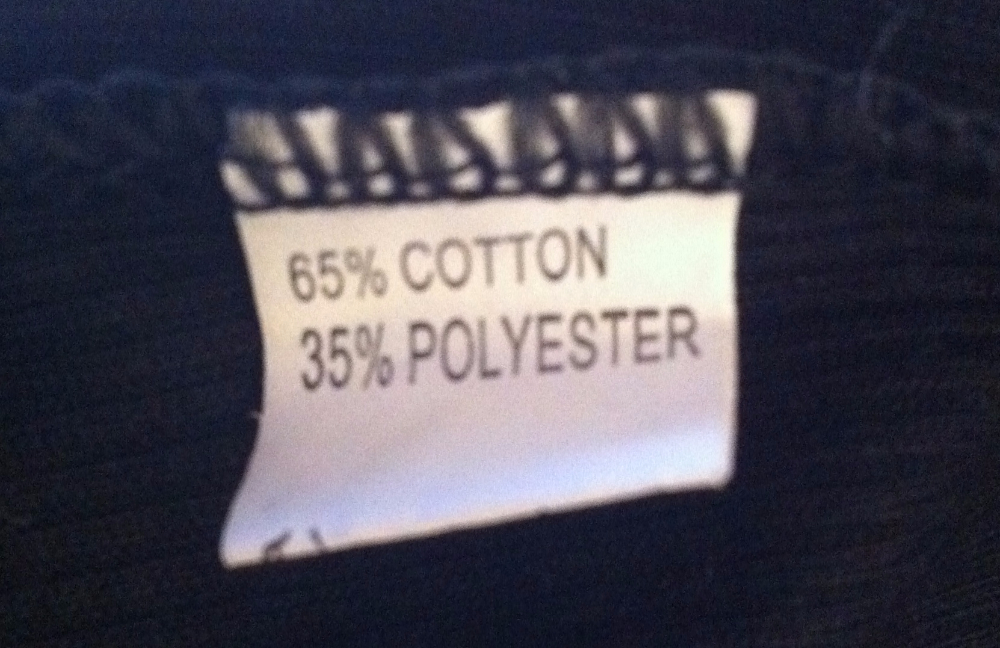 65% COTTON
35% POLYESTER